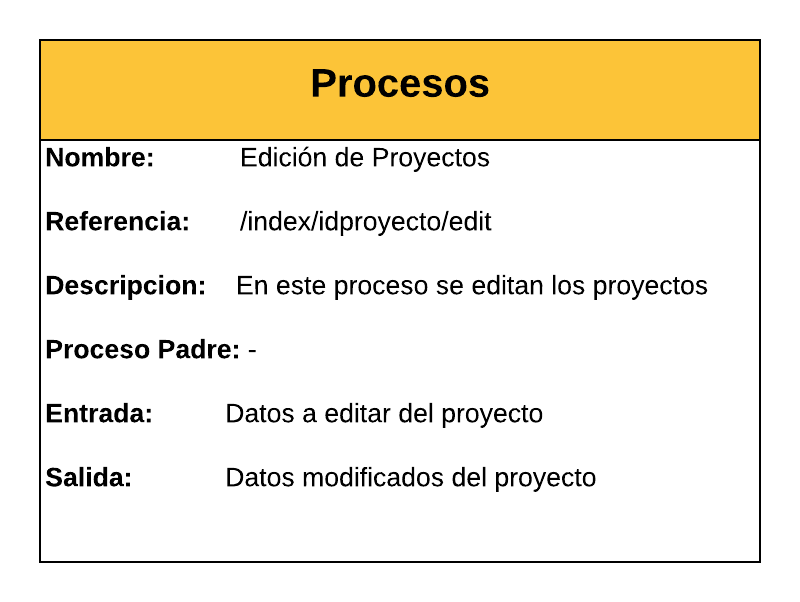 Procesos
Nombre: Edición de Proyectos
Referencia: /index/idproyecto/edit
Descripcion: En este proceso se editan los proyectos
Proceso Padre: -
Entrada: Datos a editar del proyecto
Salida: Datos modificados del proyecto